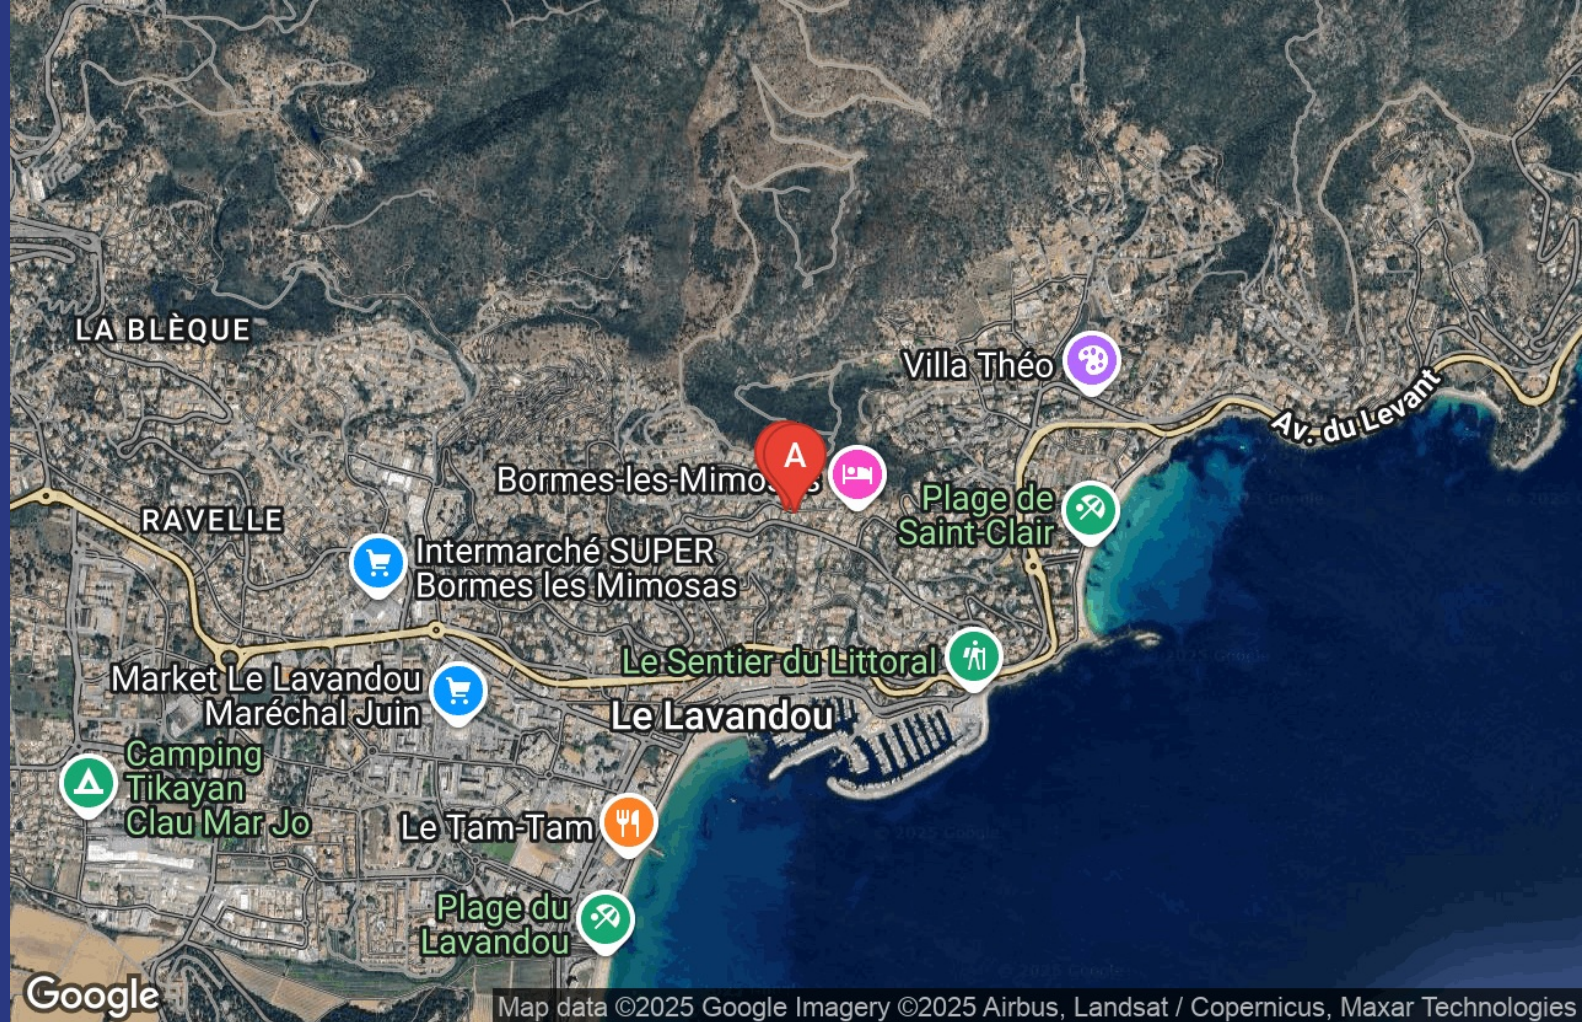 LA BLÈQUE
Villa Théo
Av. du Levant
A
Bormes-les-Mimo
Plage de
Saint-Clair
RAVELLE
Intermarché SUPER
Bormes les Mimosas
Le Sentier du Littoral
Market Le Lavandou
Maréchal Juin
Le Lavandou
Camping
Tikayan
Clau Mar Jo
Le Tam-Tam
Plage du
Lavandou
Google
Map data ©2025 Google Imagery ©2025 Airbus, Landsat / Copernicus, Maxar Technologies